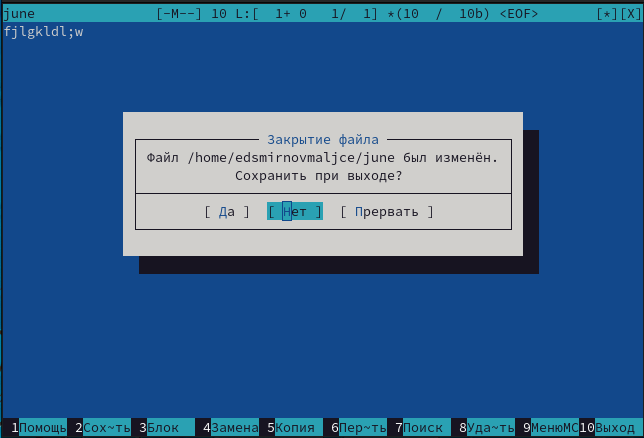 june [-M--] 10 L:[ 1+ 0 1/ 1] *(10 / 10b) <EOF> [*][X]
fjlgkldl;w
Закрытие файла
Файл /home/edsmirnovmaljce/june был изменён.
Сохранить при выходе?
[ Да ] [ Нет ] [ Прервать ]
1Помощь 2Сох~ть 3Блок 4Замена 5Копия 6Пер~ть 7Поиск 8Уда~ть 9МенюMC 10Выход